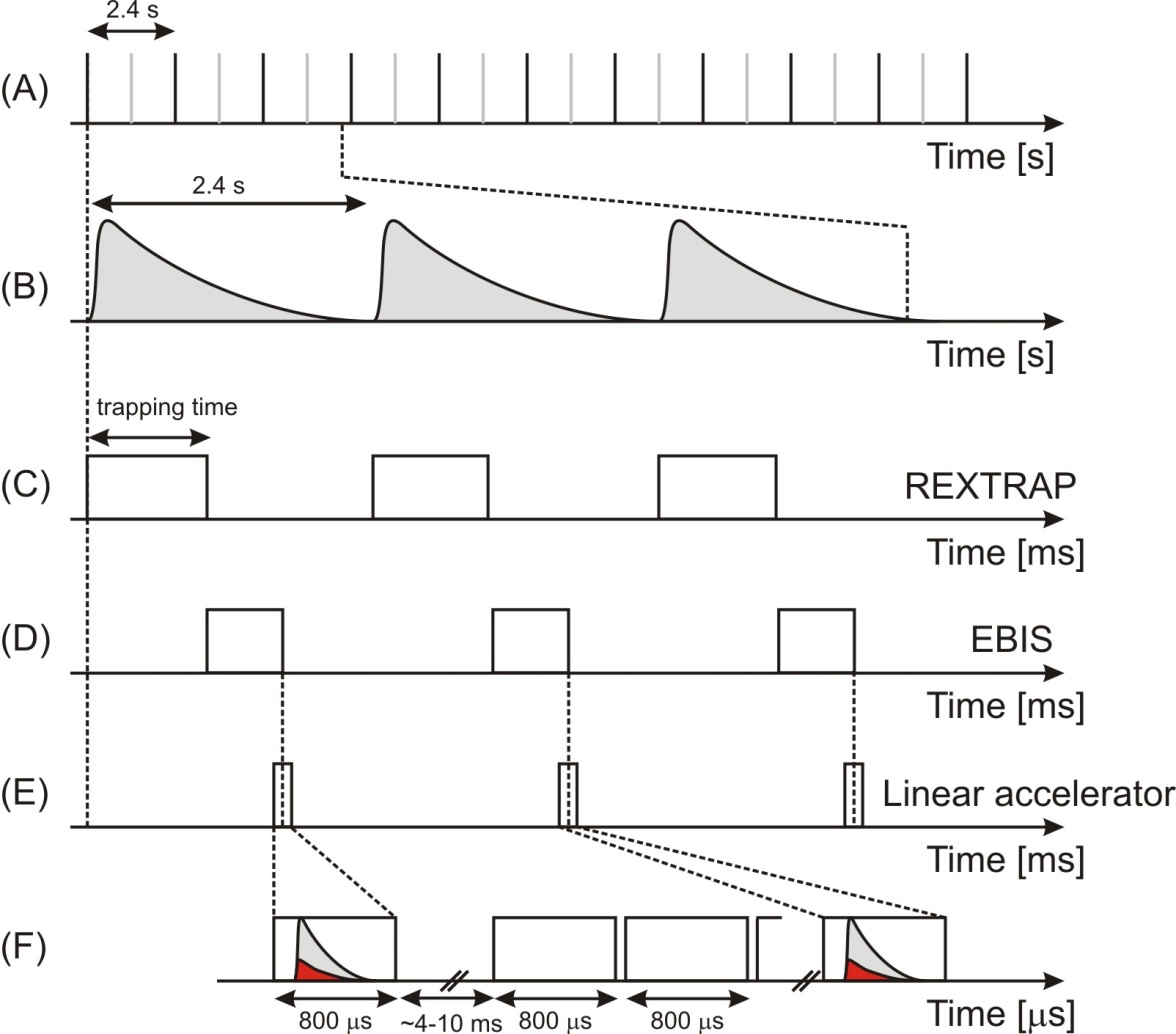 2.4 s
(A)
Time [s]
2.4 s
(B)
Time [s]
trapping time
(C)
REXTRAP
Time [ms]
(D)
EBIS
Time [ms]
(E)
Linear accelerator
Time [ms]
(F)
800 µs
~4-10 ms
800 µs
800 µs
Time [µs]